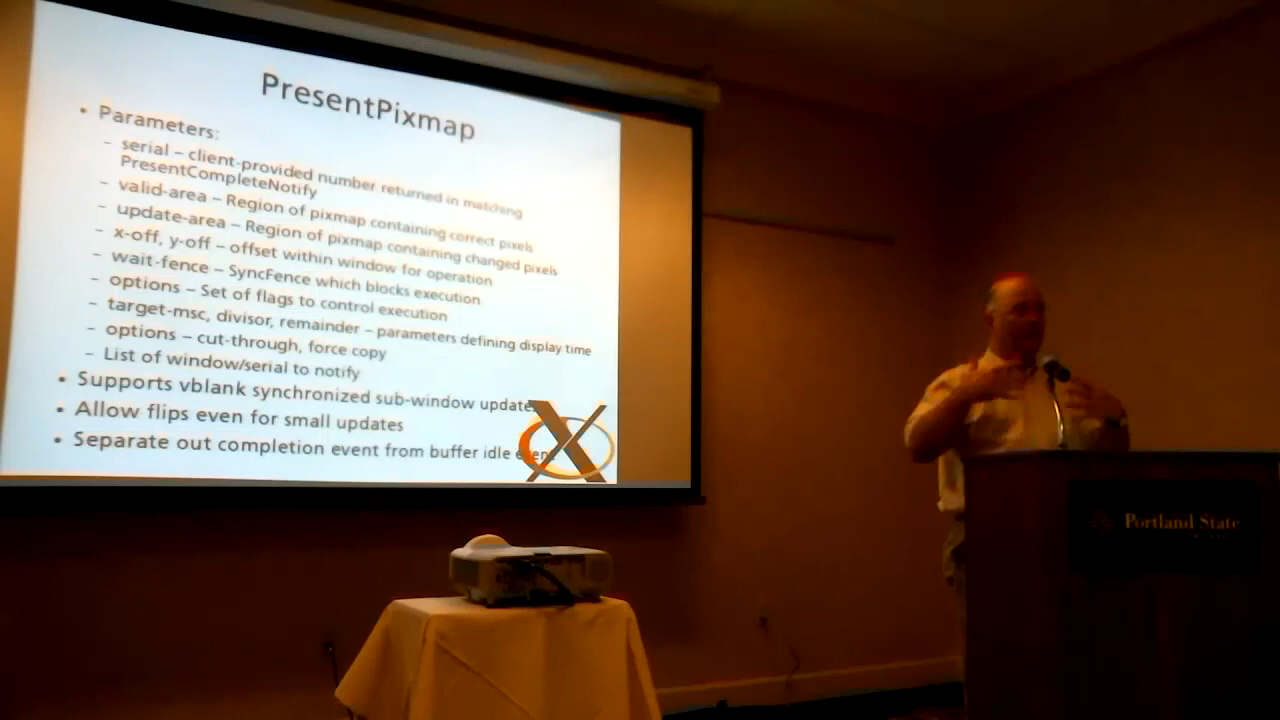 PresentPixmap
• Parameters:
– serial – client-provided number returned in matching
PresentCompleteNotify
– valid-area – Region of pixmap containing correct pixels
– update-area – Region of pixmap containing changed pixels
– x-off, y-off – offset within window for operation
– wait-fence – SyncFence which blocks execution
– options – Set of flags to control execution
– target-msc, divisor, remainder – parameters defining display time
– options – cut-through, force copy
– List of window/serial to notify
• Supports vblank synchronized sub-window updates
• Allow flips even for small updates
• Separate out completion event from buffer idle event
X
Portland State